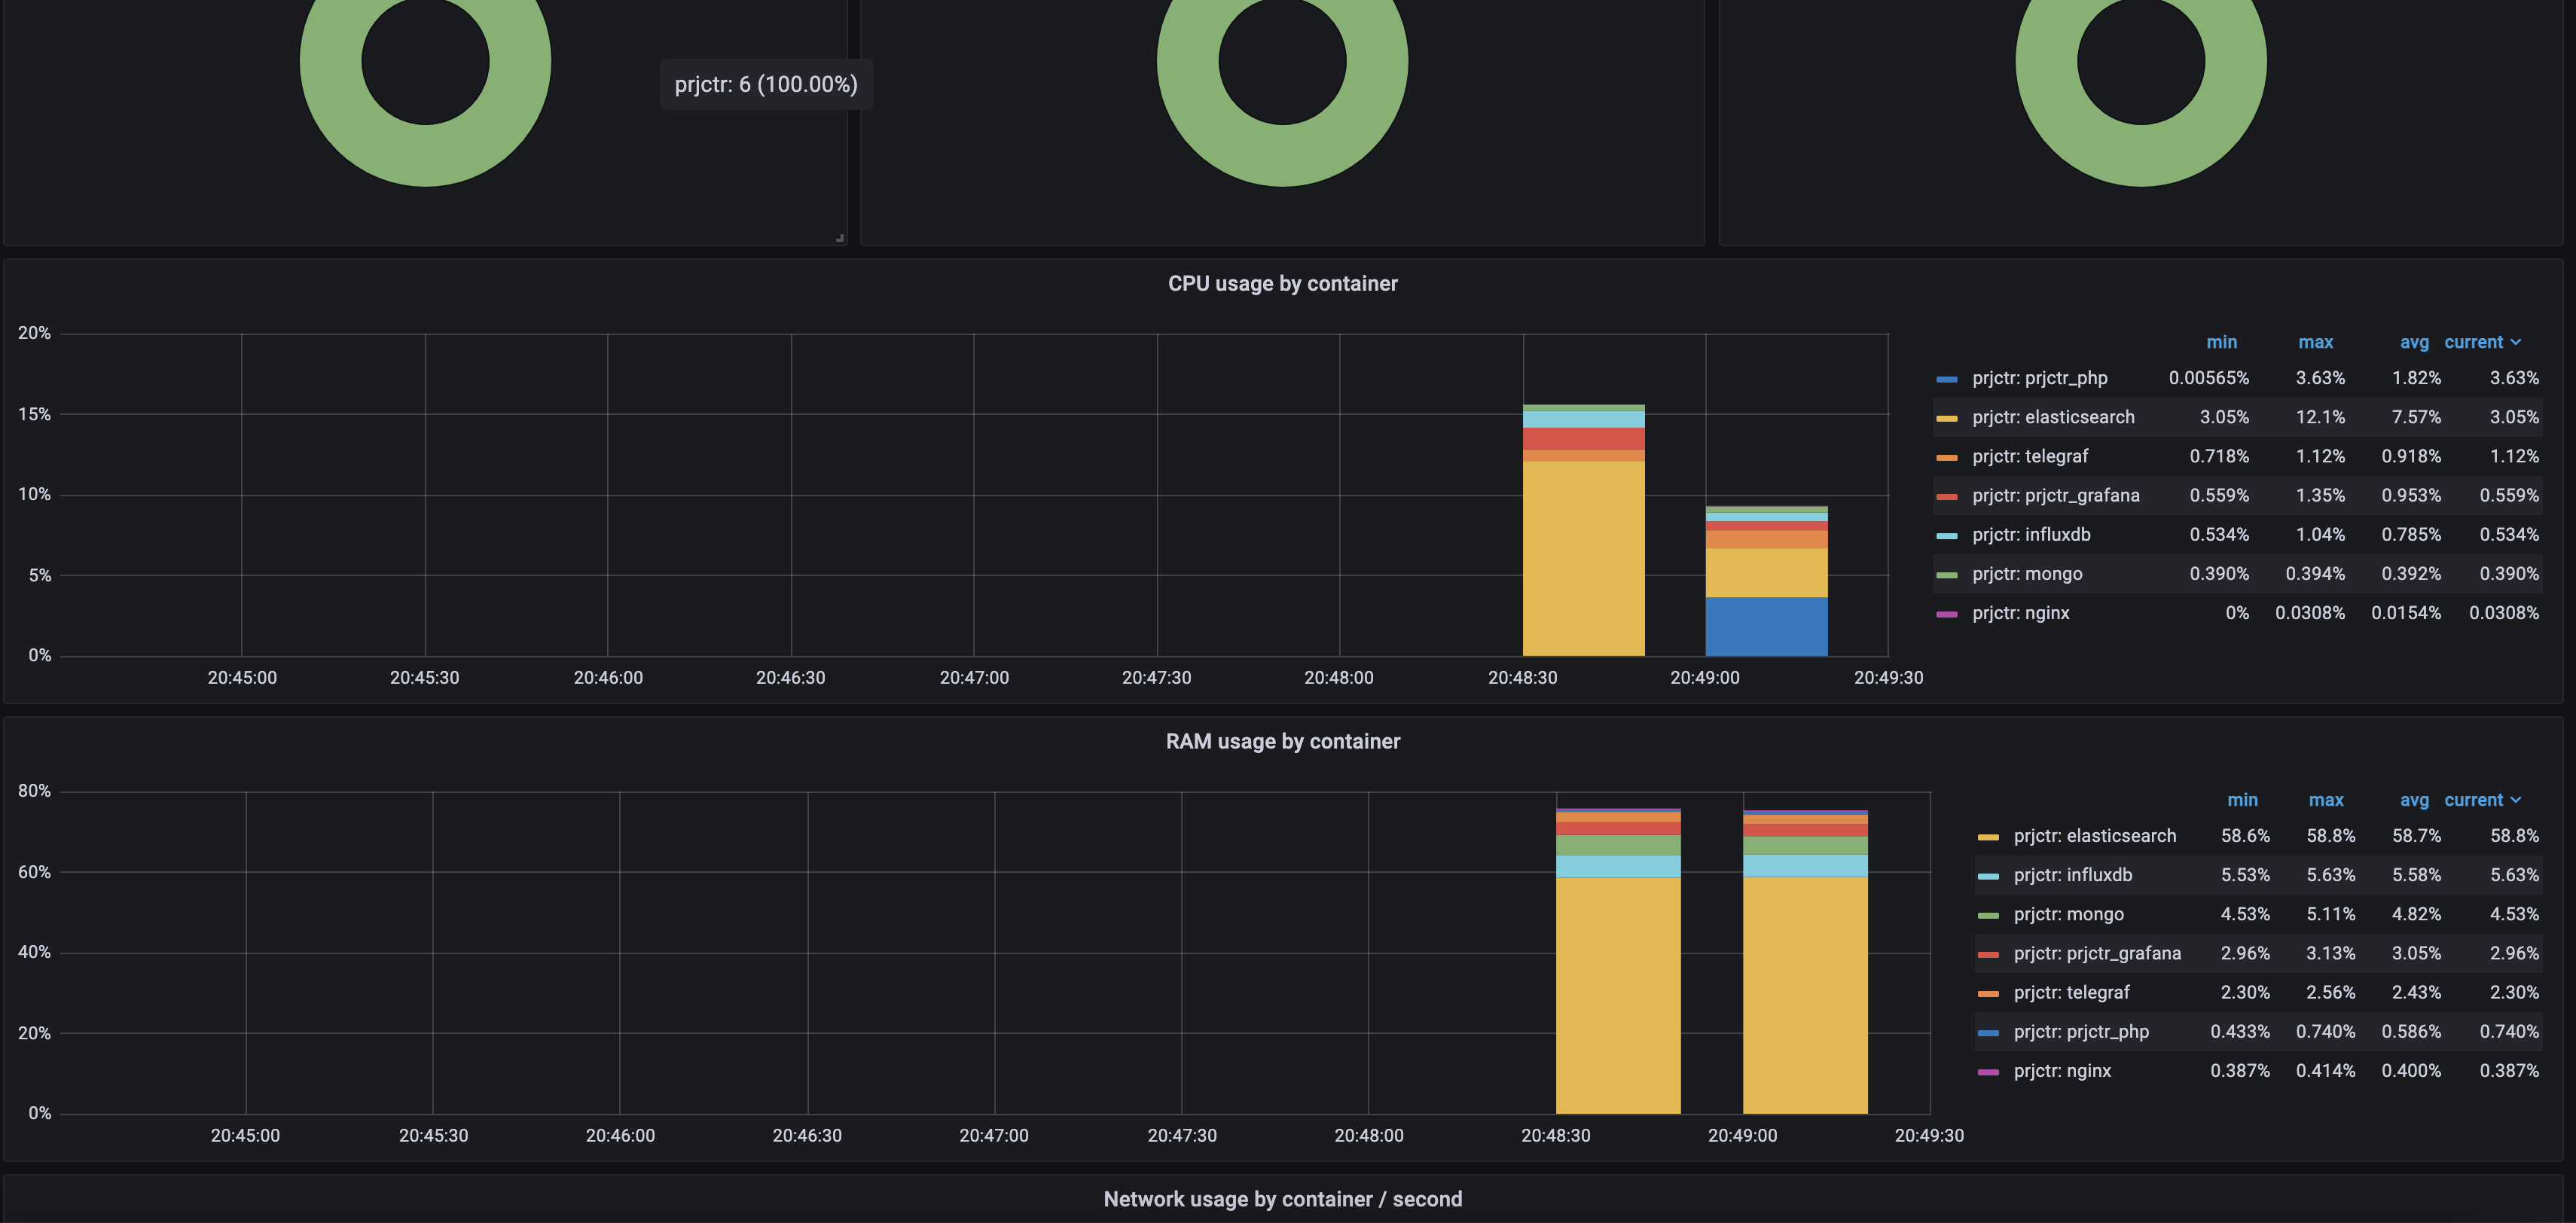 prjctr: 6 (100.00%)
CPU usage by container
20%
15%
10%
5%
0%
20:45:00 20:45:30 20:46:00 20:46:30 20:47:00 20:47:30 20:48:00 20:48:30 20:49:00 20:49:30
min max avg current
prjctr: prjctr_php 0.00565% 3.63% 1.82% 3.63%
prjctr: elasticsearch 3.05% 12.1% 7.57% 3.05%
prjctr: telegraf 0.718% 1.12% 0.918% 1.12%
prjctr: prjctr_grafana 0.559% 1.35% 0.953% 0.559%
prjctr: influxdb 0.534% 1.04% 0.785% 0.534%
prjctr: mongo 0.390% 0.394% 0.392% 0.390%
prjctr: nginx 0% 0.0308% 0.0154% 0.0308%
RAM usage by container
80%
60%
40%
20%
0%
20:45:00 20:45:30 20:46:00 20:46:30 20:47:00 20:47:30 20:48:00 20:48:30 20:49:00 20:49:30
min max avg current
prjctr: elasticsearch 58.6% 58.8% 58.7% 58.8%
prjctr: influxdb 5.53% 5.63% 5.58% 5.63%
prjctr: mongo 4.53% 5.11% 4.82% 4.53%
prjctr: prjctr_grafana 2.96% 3.13% 3.05% 2.96%
prjctr: telegraf 2.30% 2.56% 2.43% 2.30%
prjctr: prjctr_php 0.433% 0.740% 0.586% 0.740%
prjctr: nginx 0.387% 0.414% 0.400% 0.387%
Network usage by container / second